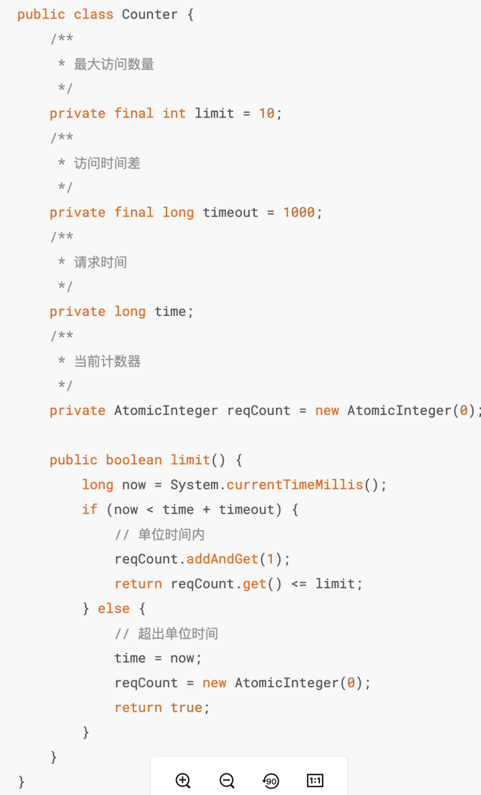 public class Counter {
    /**
     * 最大访问数量
     */
    private final int limit = 10;
    /**
     * 访问时间差
     */
    private final long timeout = 1000;
    /**
     * 请求时间
     */
    private long time;
    /**
     * 当前计数器
     */
    private AtomicInteger reqCount = new AtomicInteger(0);

    public boolean limit() {
        long now = System.currentTimeMillis();
        if (now < time + timeout) {
            // 单位时间内
            reqCount.addAndGet(1);
            return reqCount.get() <= limit;
        } else {
            // 超出单位时间
            time = now;
            reqCount = new AtomicInteger(0);
            return true;
        }
    }
}
90
1:1